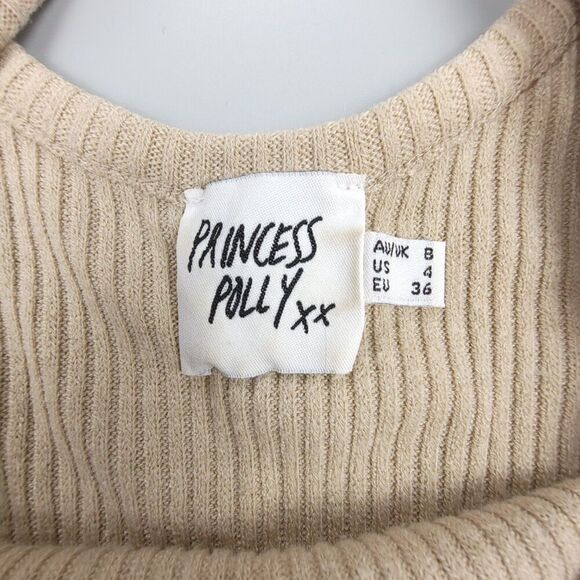 PRINCESS
POLLY xx
AU/UK 8
US 4
EU 36